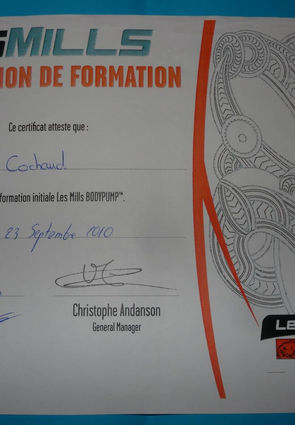 SMILLS
ION DE FORMATION
Ce certificat atteste que :
Cochaud
formation initiale Les Mills BODYPUMP™.
23 Septembre 2010
Christophe Andanson
General Manager
LE